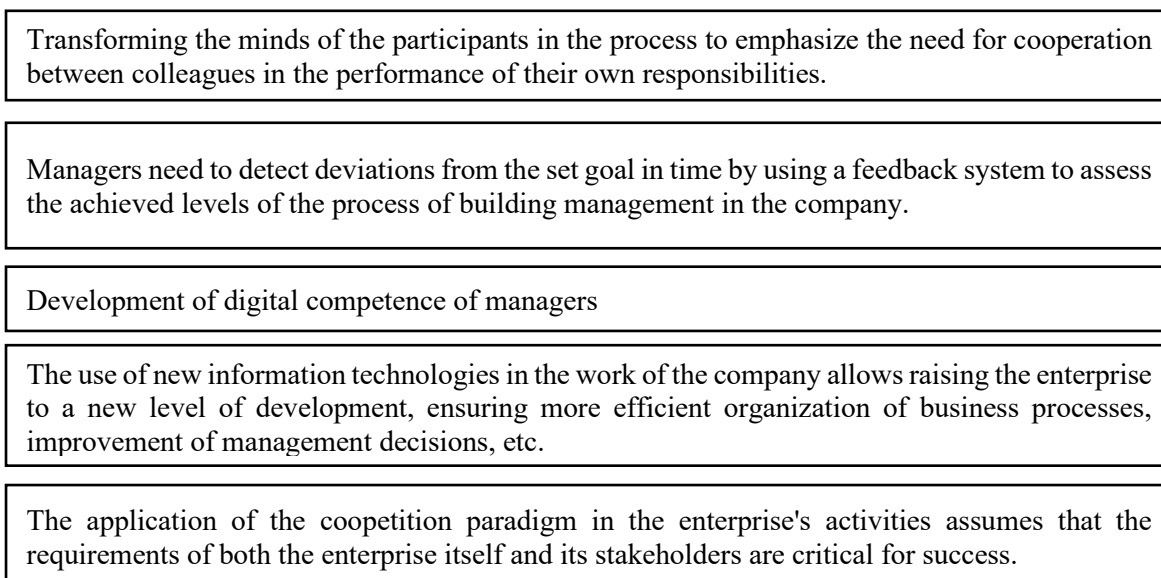 Transforming the minds of the participants in the process to emphasize the need for cooperation
between colleagues in the performance of their own responsibilities.
Managers need to detect deviations from the set goal in time by using a feedback system to assess
the achieved levels of the process of building management in the company.
Development of digital competence of managers
The use of new information technologies in the work of the company allows raising the enterprise
to a new level of development, ensuring more efficient organization of business processes,
improvement of management decisions, etc.
The application of the coopetition paradigm in the enterprise's activities assumes that the
requirements of both the enterprise itself and its stakeholders are critical for success.